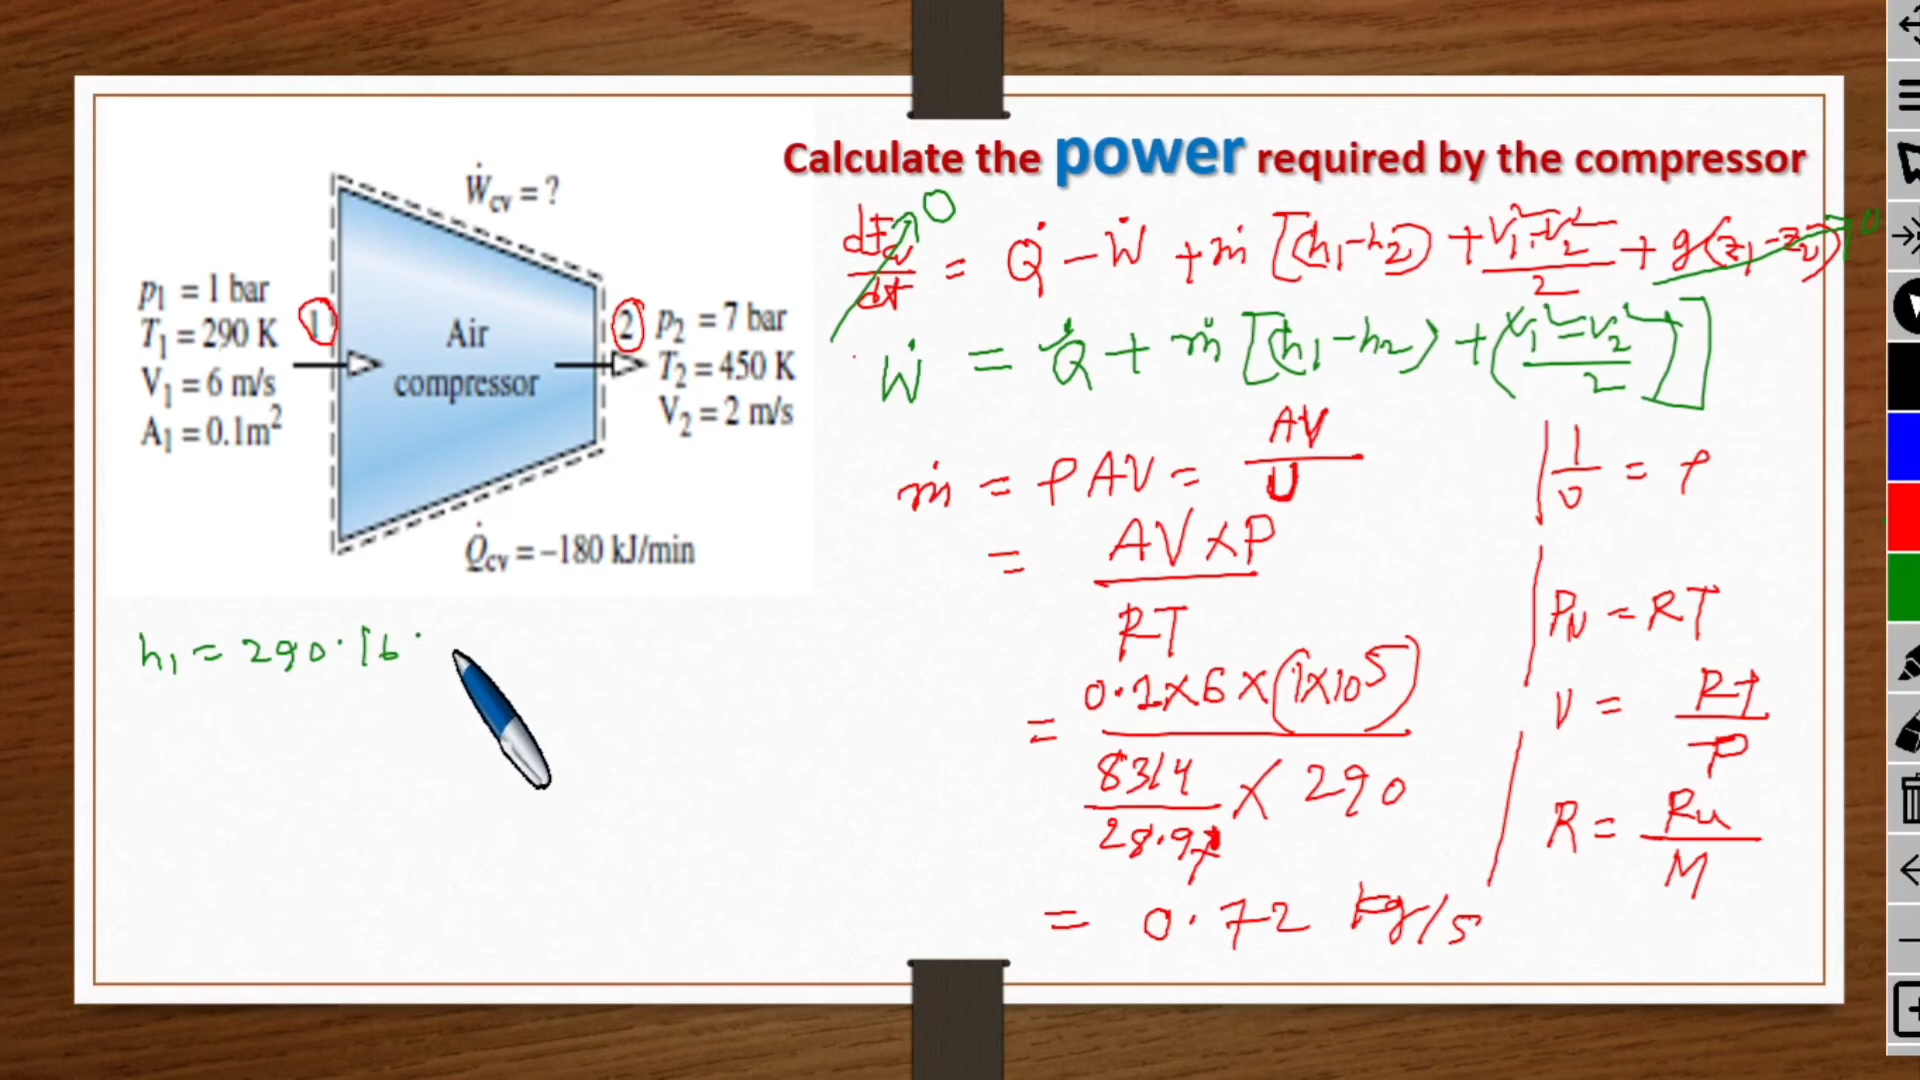 Calculate the power required by the compressor
Ẇcv = ?
p1 = 1 bar
T1 = 290 K
V1 = 6 m/s
A1 = 0.1m²
1
Air
compressor
2
p2 = 7 bar
T2 = 450 K
V2 = 2 m/s
Q̇cv = –180 kJ/min
h1 = 290.16
0
= Q̇ – Ẇ + ṁ [(h1–h2) + V1²–V2²/2 + g(z1–z2)] 0
Ẇ = Q̇ + ṁ [(h1–h2) + (V1²–V2²/2)]
ṁ = ρAV = AV/υ
= AV×P/RT
= 0.1×6×(1×10⁵)
8314/28.97 × 290
= 0.72 kg/s
1/υ = ρ
Pν = RT
ν = RT/P
R = Ru/M